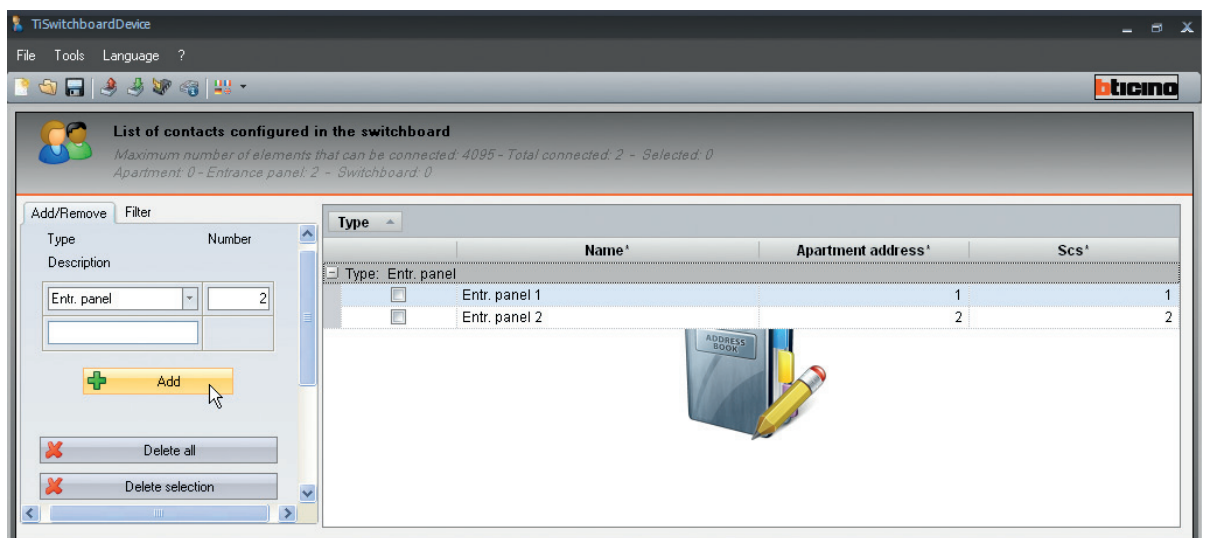 TiSwitchboardDevice
File Tools Language ?
bticino
List of contacts configured in the switchboard
Maximum number of elements that can be connected: 4095 - Total connected: 2 - Selected: 0
Apartment: 0 - Entrance panel: 2 - Switchboard: 0
Add/Remove Filter
Type Number
Description
Entr. panel 2
Add
Delete all
Delete selection
Type
Name* Apartment address* Scs*
Type: Entr. panel
Entr. panel 1 1 1
Entr. panel 2 2 2
ADDRESS
BOOK